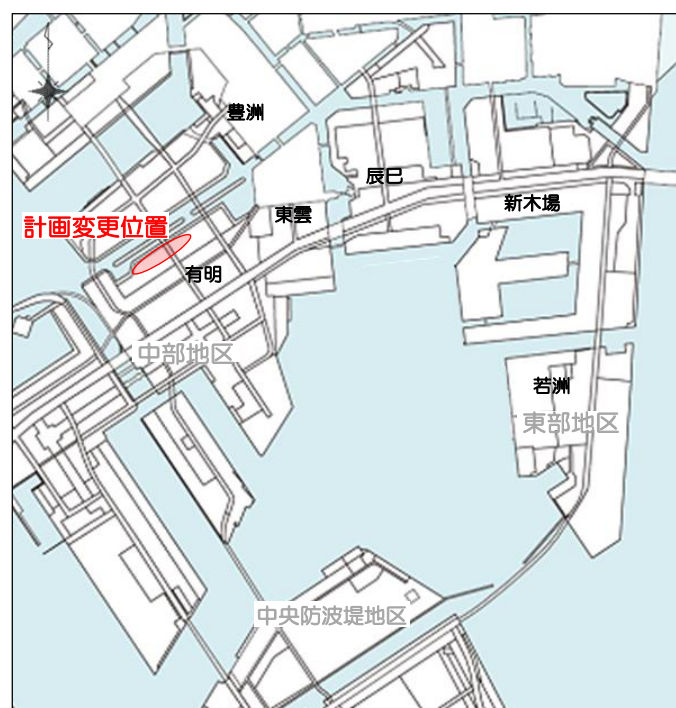 豊洲
辰巳
新木場
東雲
計画変更位置
有明
中部地区
若洲
東部地区
中央防波堤地区